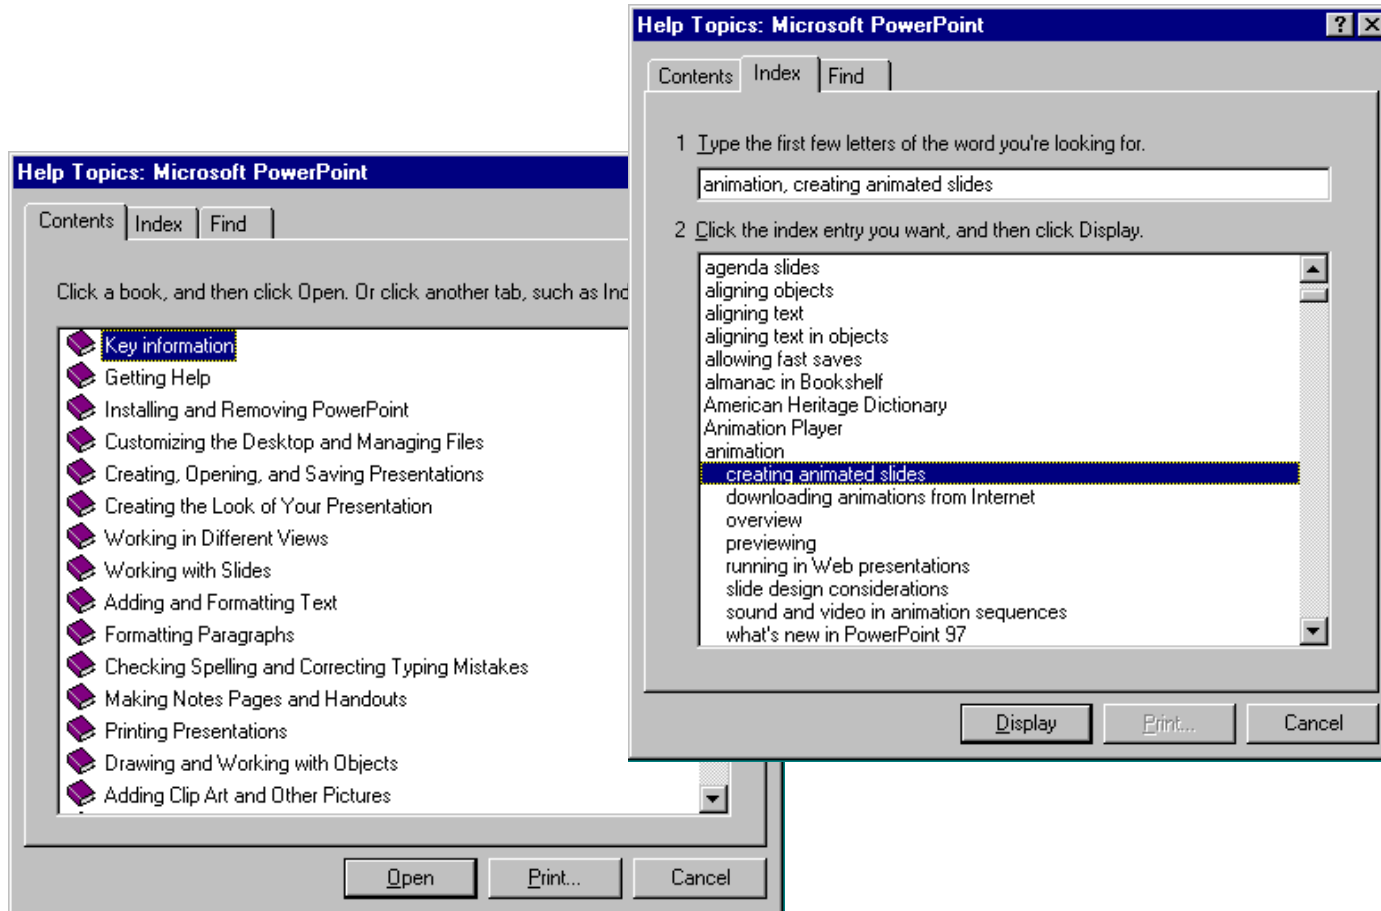 Help Topics: Microsoft PowerPoint
Contents Index Find
Click a book, and then click Open. Or click another tab, such as Ind
Key information
Getting Help
Installing and Removing PowerPoint
Customizing the Desktop and Managing Files
Creating, Opening, and Saving Presentations
Creating the Look of Your Presentation
Working in Different Views
Working with Slides
Adding and Formatting Text
Formatting Paragraphs
Checking Spelling and Correcting Typing Mistakes
Making Notes Pages and Handouts
Printing Presentations
Drawing and Working with Objects
Adding Clip Art and Other Pictures
Open Print... Cancel
Help Topics: Microsoft PowerPoint
Contents Index Find
1 Type the first few letters of the word you're looking for.
animation, creating animated slides
2 Click the index entry you want, and then click Display.
agenda slides
aligning objects
aligning text
aligning text in objects
allowing fast saves
almanac in Bookshelf
American Heritage Dictionary
Animation Player
animation
creating animated slides
downloading animations from Internet
overview
previewing
running in Web presentations
slide design considerations
sound and video in animation sequences
what's new in PowerPoint 97
Display Print... Cancel